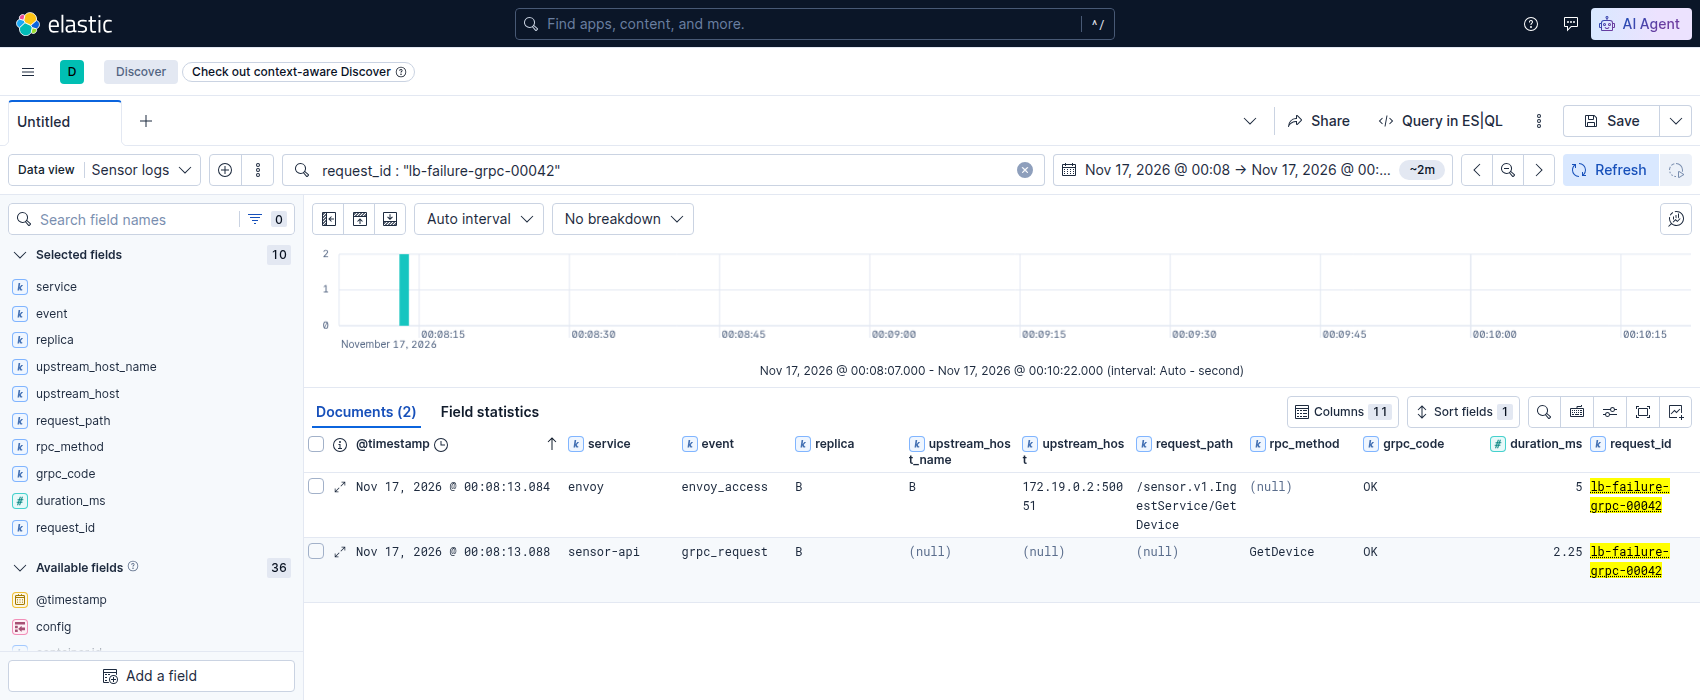 elastic
Find apps, content, and more.
^ /
AI Agent
D
Discover
Check out context-aware Discover
Untitled
Share
Query in ES|QL
Save
Data view
Sensor logs
request_id : "lb-failure-grpc-00042"
Nov 17, 2026 @ 00:08 → Nov 17, 2026 @ 00:...
~2m
Refresh
Search field names
0
Auto interval
No breakdown
Selected fields
10
k service
k event
k replica
k upstream_host_name
k upstream_host
k request_path
k rpc_method
k grpc_code
# duration_ms
k request_id
Available fields
36
@timestamp
config
Add a field
2
1
0
00:08:15
00:08:30
00:08:45
00:09:00
00:09:15
00:09:30
00:09:45
00:10:00
00:10:15
November 17, 2026
Nov 17, 2026 @ 00:08:07.000 - Nov 17, 2026 @ 00:10:22.000 (interval: Auto - second)
Documents (2)
Field statistics
Columns 11
Sort fields 1
@timestamp
k service
k event
k replica
k upstream_hos
t_name
k upstream_hos
t
k request_path
k rpc_method
k grpc_code
# duration_ms
k request_id
Nov 17, 2026 @ 00:08:13.084
envoy
envoy_access
B
B
172.19.0.2:500
51
/sensor.v1.Ing
estService/Get
Device
(null)
OK
5
lb-failure-
grpc-00042
Nov 17, 2026 @ 00:08:13.088
sensor-api
grpc_request
B
(null)
(null)
(null)
GetDevice
OK
2.25
lb-failure-
grpc-00042